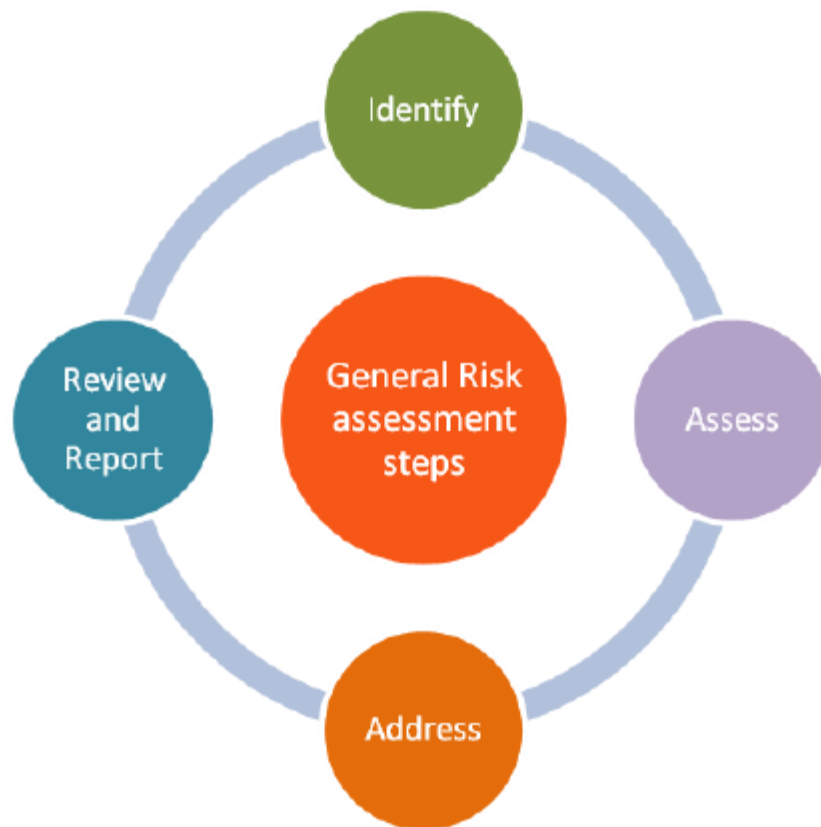 Identify
Review
and
Report
General Risk
assessment
steps
Assess
Address